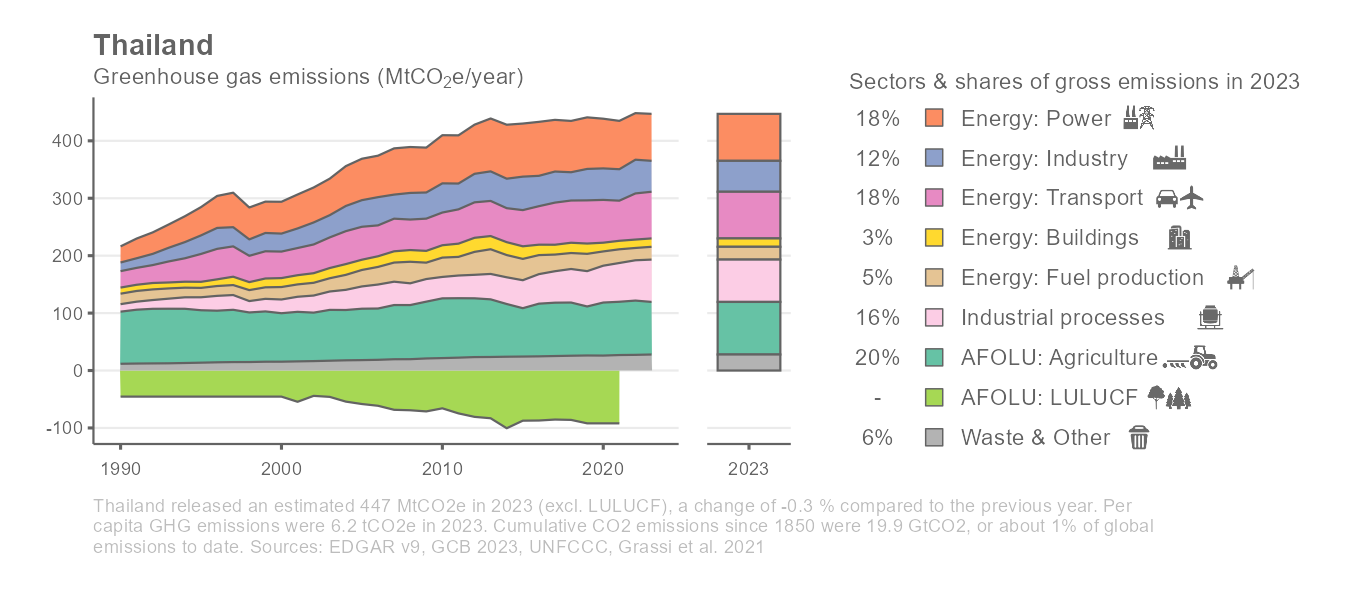 Thailand
Greenhouse gas emissions (MtCO₂e/year)
400
300
200
100
0
-100
1990 2000 2010 2020 2023
Sectors & shares of gross emissions in 2023
18% Energy: Power
12% Energy: Industry
18% Energy: Transport
3% Energy: Buildings
5% Energy: Fuel production
16% Industrial processes
20% AFOLU: Agriculture
- AFOLU: LULUCF
6% Waste & Other
Thailand released an estimated 447 MtCO2e in 2023 (excl. LULUCF), a change of -0.3 % compared to the previous year. Per
capita GHG emissions were 6.2 tCO2e in 2023. Cumulative CO2 emissions since 1850 were 19.9 GtCO2, or about 1% of global
emissions to date. Sources: EDGAR v9, GCB 2023, UNFCCC, Grassi et al. 2021